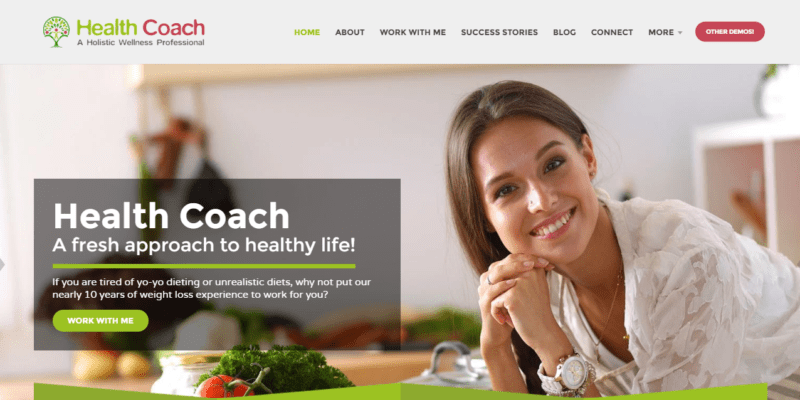 Health Coach
A Holistic Wellness Professional
HOME ABOUT WORK WITH ME SUCCESS STORIES BLOG CONNECT MORE OTHER DEMOS!
Health Coach
A fresh approach to healthy life!
If you are tired of yo-yo dieting or unrealistic diets, why not put our
nearly 10 years of weight loss experience to work for you?
WORK WITH ME